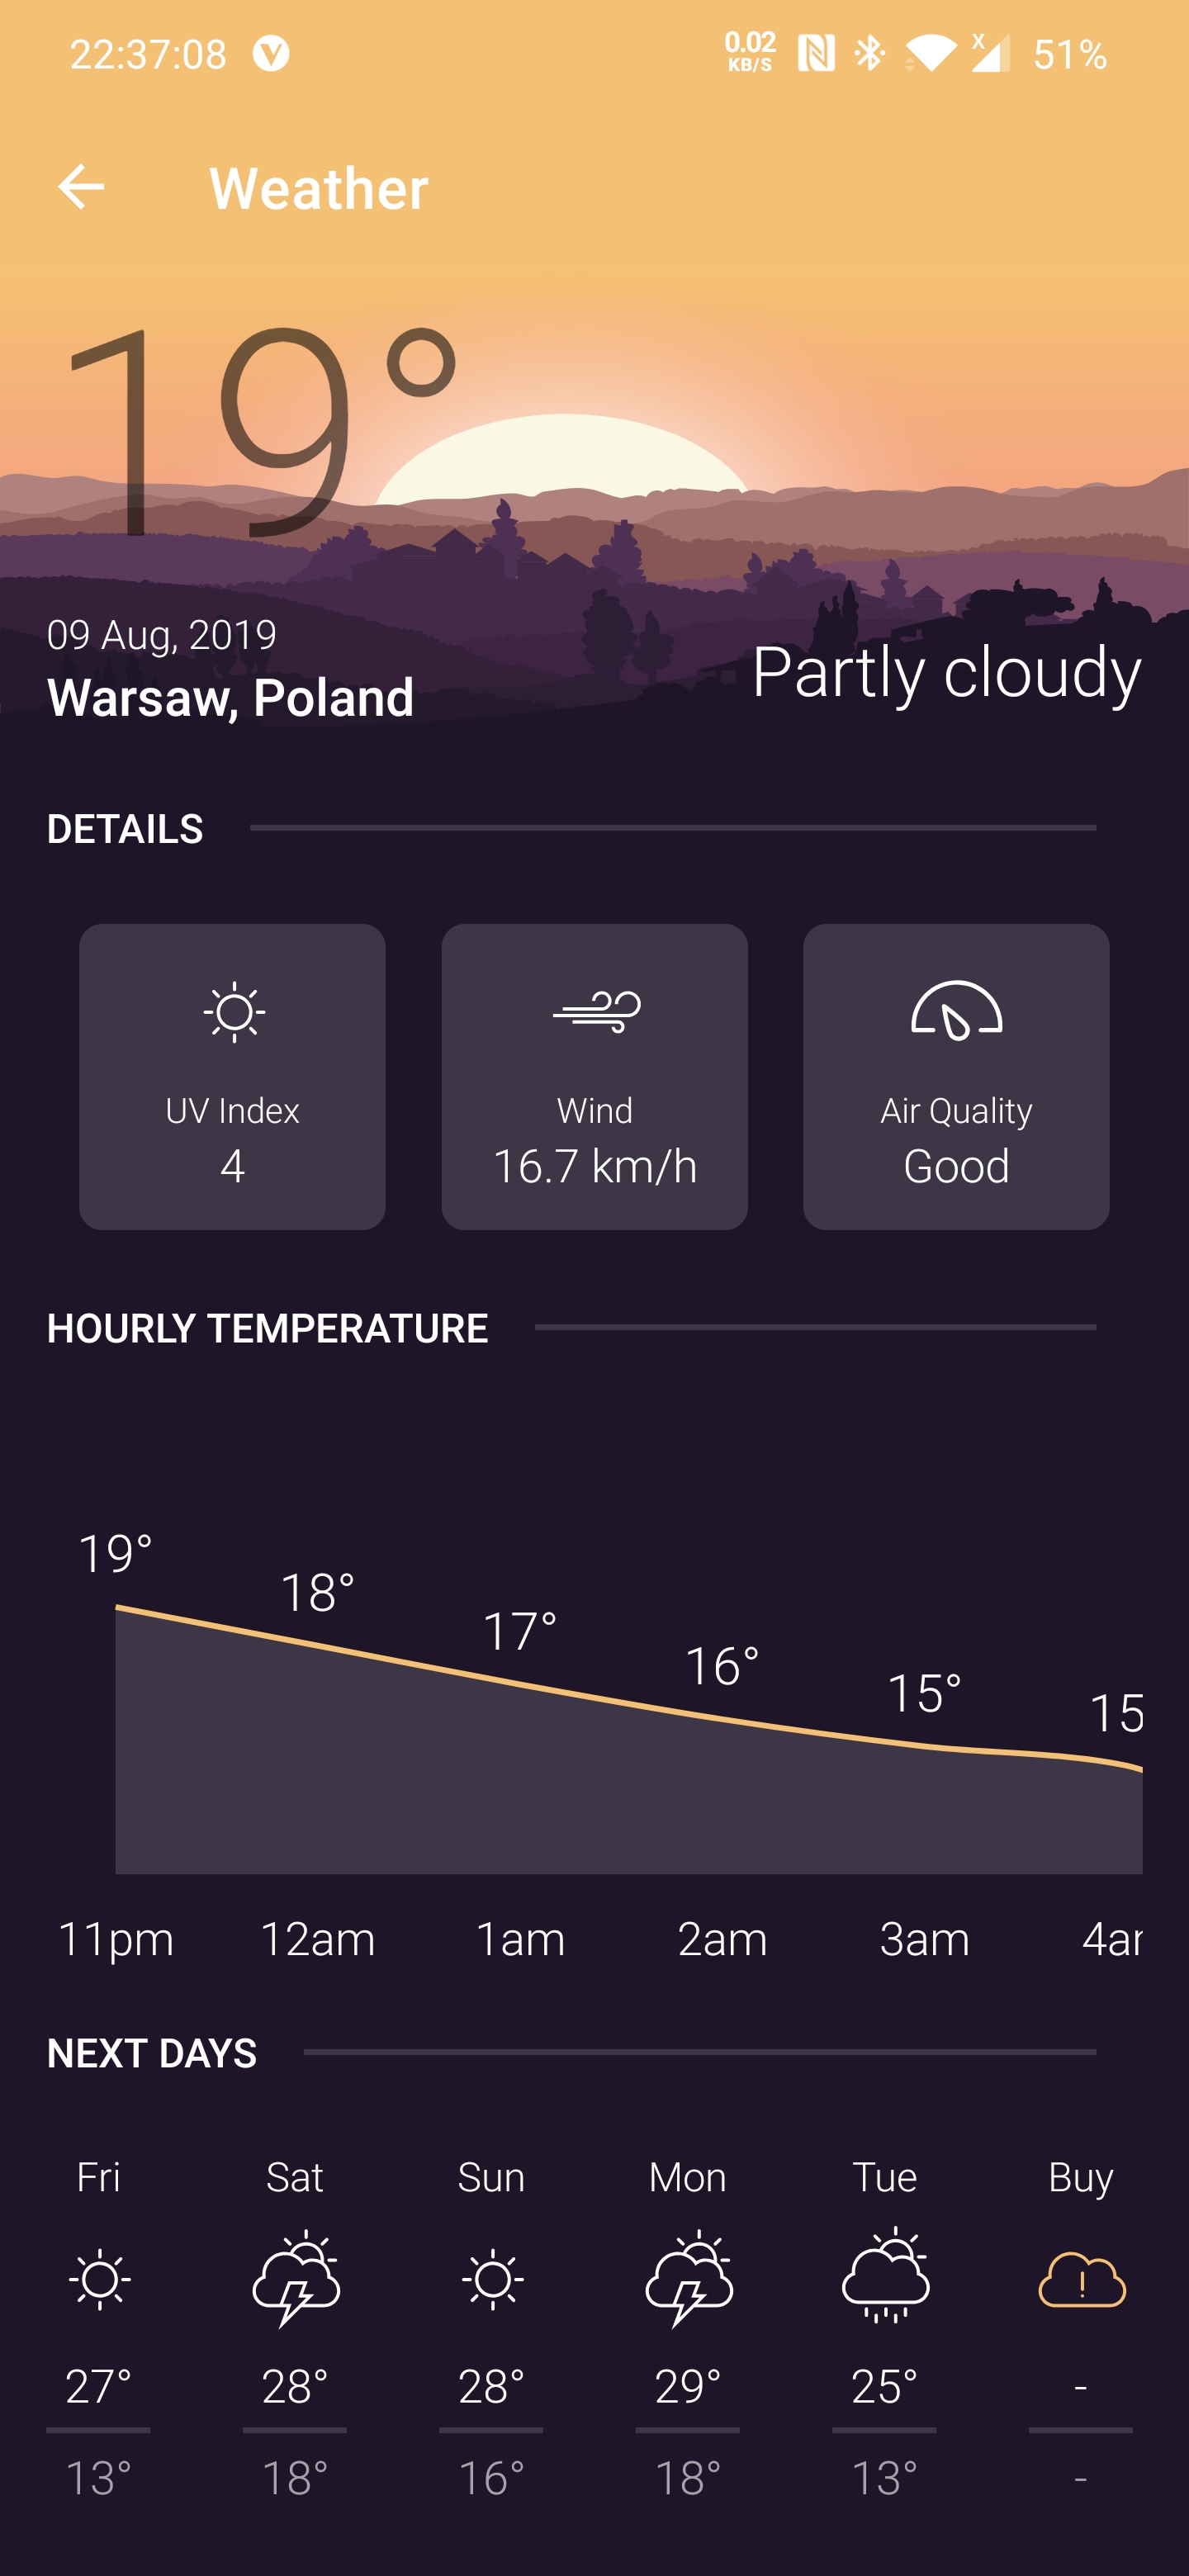 22:37:08 0.02 KB/S 51%
Weather
19°
09 Aug, 2019
Warsaw, Poland
Partly cloudy
DETAILS
UV Index Wind Air Quality
4 16.7 km/h Good
HOURLY TEMPERATURE
19° 18° 17° 16° 15° 15
11pm 12am 1am 2am 3am 4a
NEXT DAYS
Fri Sat Sun Mon Tue Buy
27° 28° 28° 29° 25° -
13° 18° 16° 18° 13° -